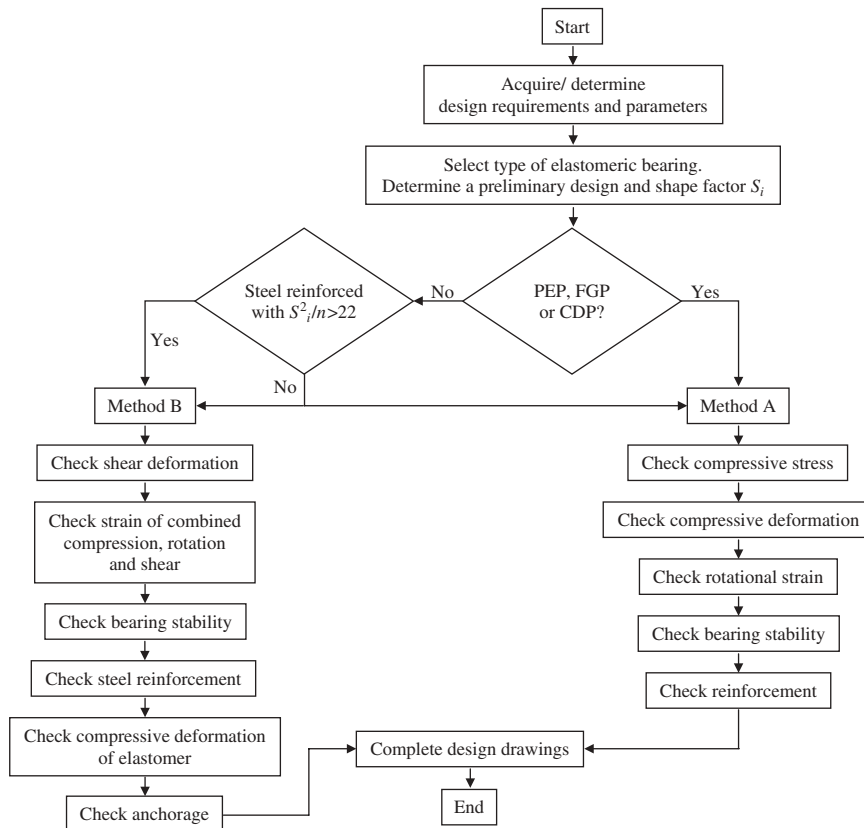 Start
Acquire/ determine
design requirements and parameters
Select type of elastomeric bearing.
Determine a preliminary design and shape factor Sᵢ
Steel reinforced
with S²ᵢ/n>22
No
PEP, FGP
or CDP?
Yes
Yes
No
Method B
Method A
Check shear deformation
Check strain of combined
compression, rotation
and shear
Check bearing stability
Check steel reinforcement
Check compressive deformation
of elastomer
Check anchorage
Check compressive stress
Check compressive deformation
Check rotational strain
Check bearing stability
Check reinforcement
Complete design drawings
End